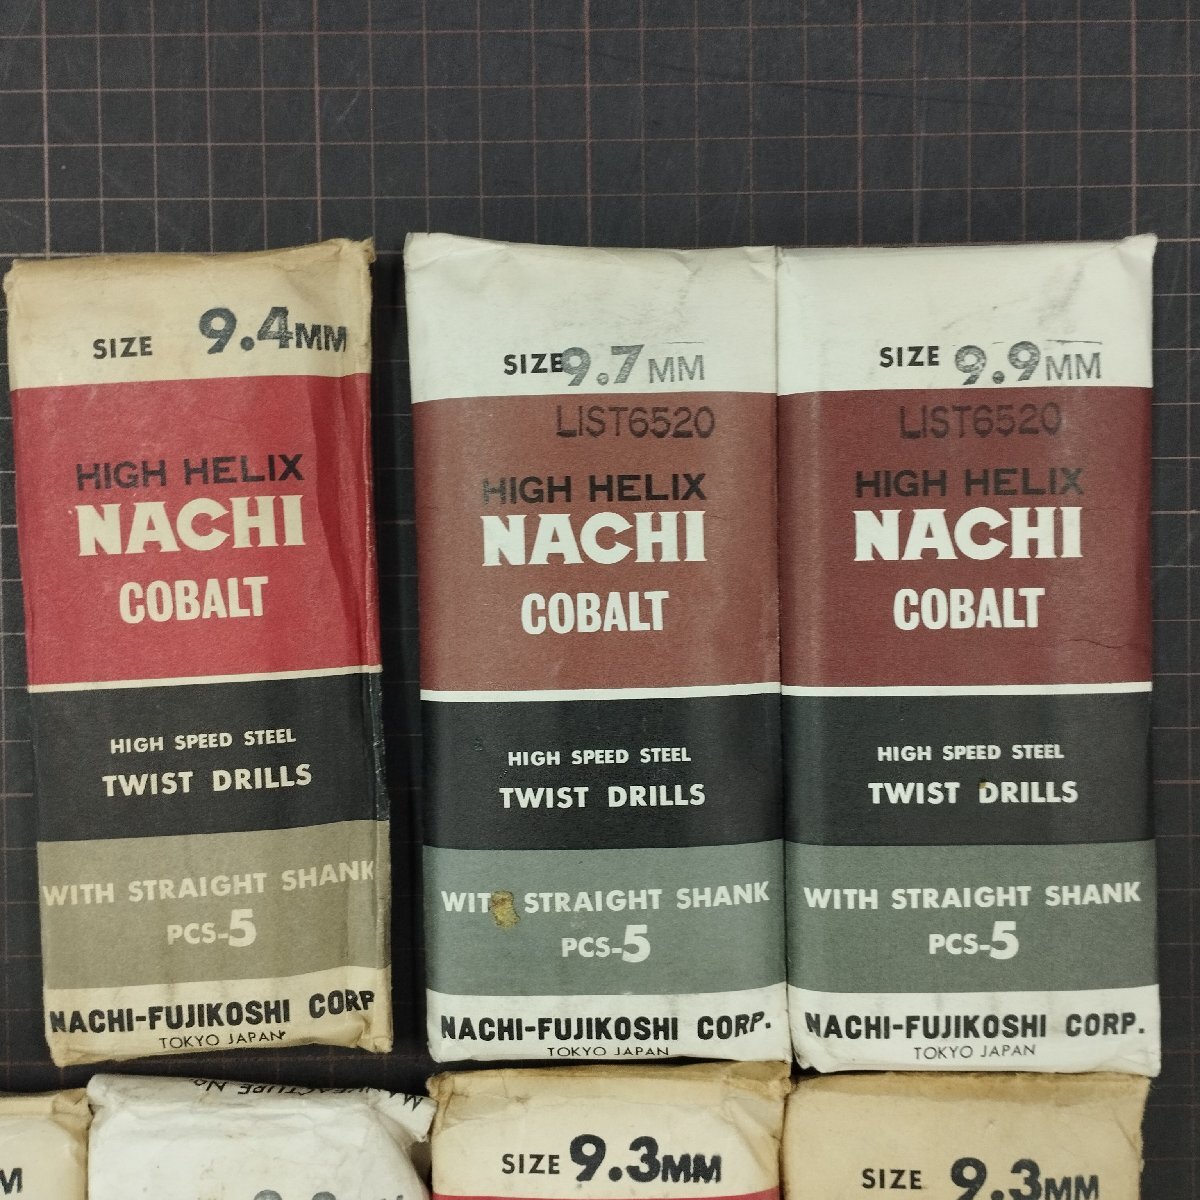 SIZE 9.4MM
HIGH HELIX
NACHI
COBALT
HIGH SPEED STEEL
TWIST DRILLS
WITH STRAIGHT SHANK
PCS-5
NACHI-FUJIKOSHI CORP
TOKYO JAPAN
SIZE 9.7MM
LIST6520
HIGH HELIX
NACHI
COBALT
HIGH SPEED STEEL
TWIST DRILLS
WITH STRAIGHT SHANK
PCS-5
NACHI-FUJIKOSHI CORP.
TOKYO JAPAN
SIZE 9.9MM
LIST6520
HIGH HELIX
NACHI
COBALT
HIGH SPEED STEEL
TWIST DRILLS
WITH STRAIGHT SHANK
PCS-5
NACHI-FUJIKOSHI CORP.
TOKYO JAPAN
M
MANUFACTURE No.
SIZE 9.3MM
SIZE 9.3MM